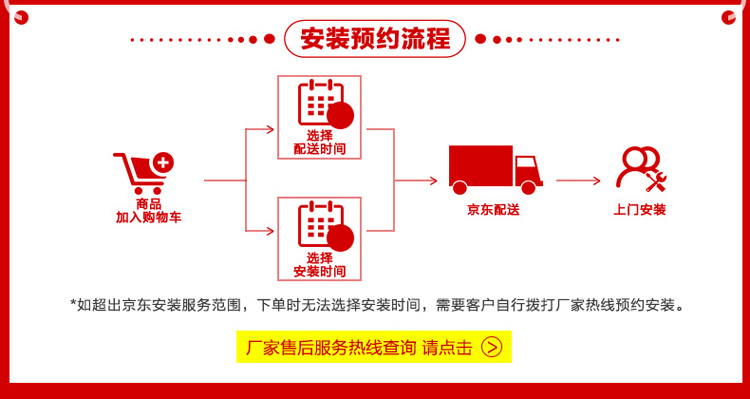 安装预约流程
选择
配送时间
商品
加入购物车
选择
安装时间
京东配送
上门安装
*如超出京东安装服务范围，下单时无法选择安装时间，需要客户自行拨打厂家热线预约安装。
厂家售后服务热线查询 请点击